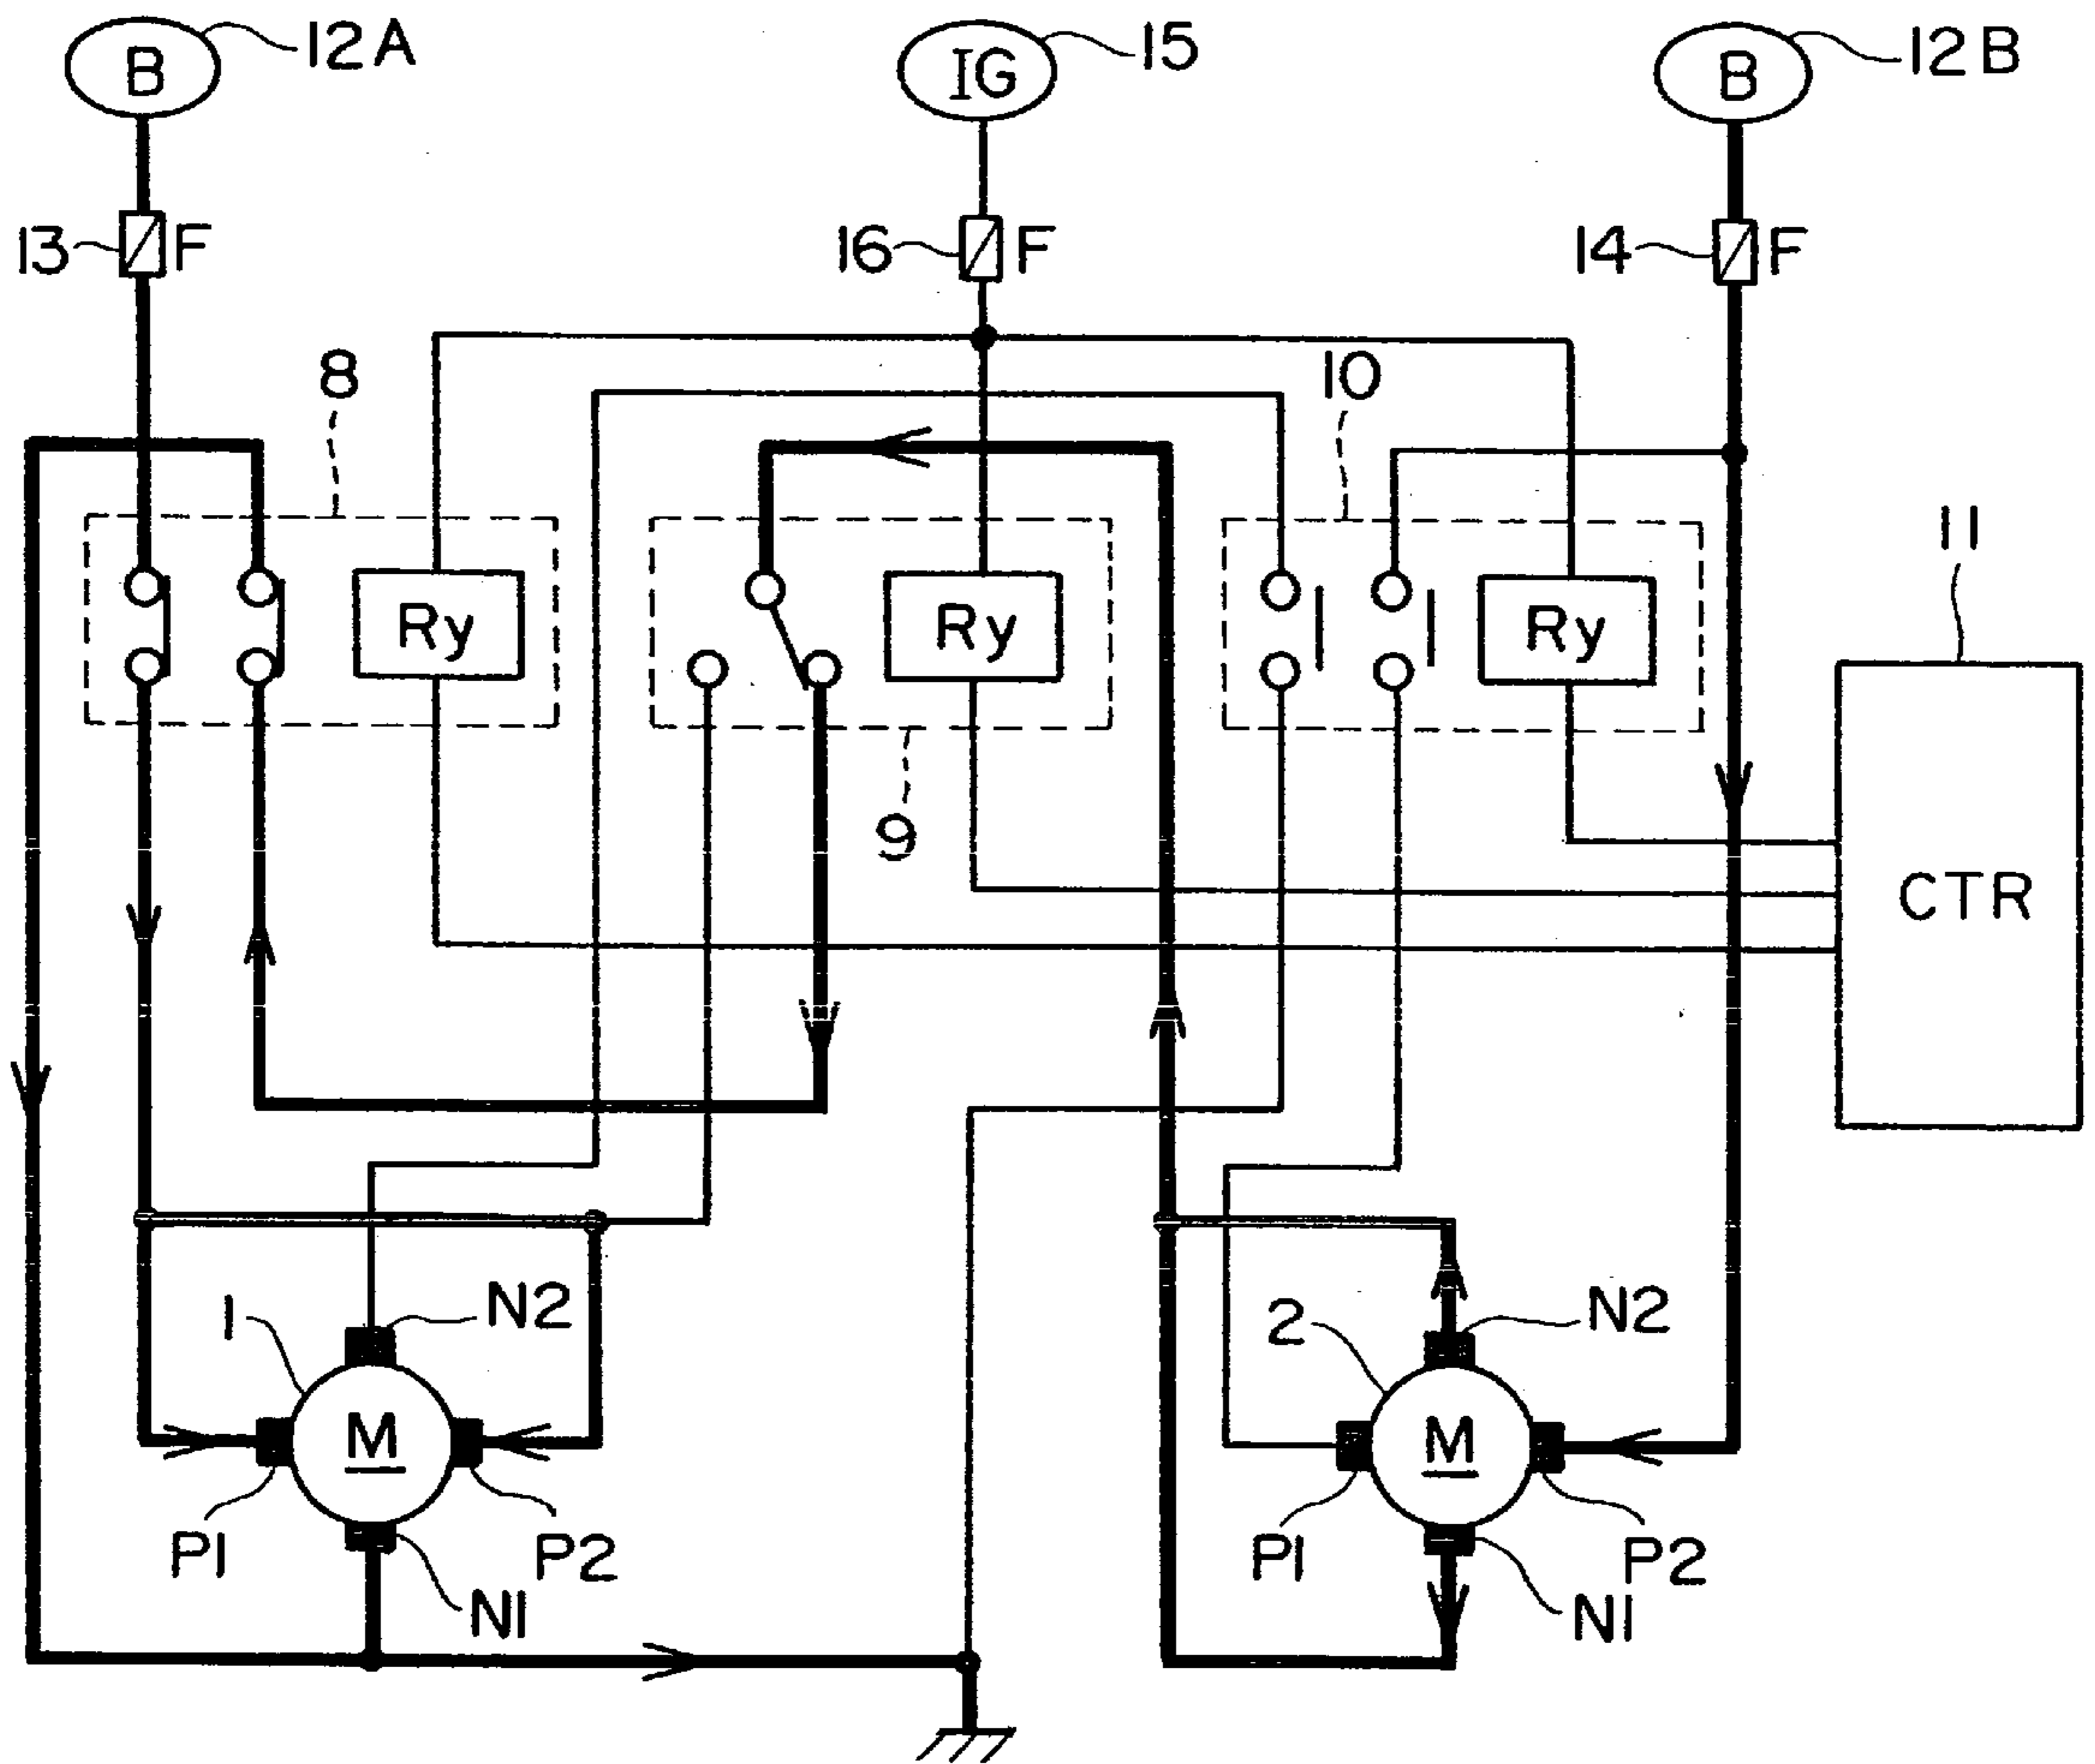 B 12A IG 15 B 12B
13 F 16 F 14 F
8 10
11
Ry Ry Ry
9
CTR
1 N2 2 N2
M M
P1 P2 P1 P2
N1 N1